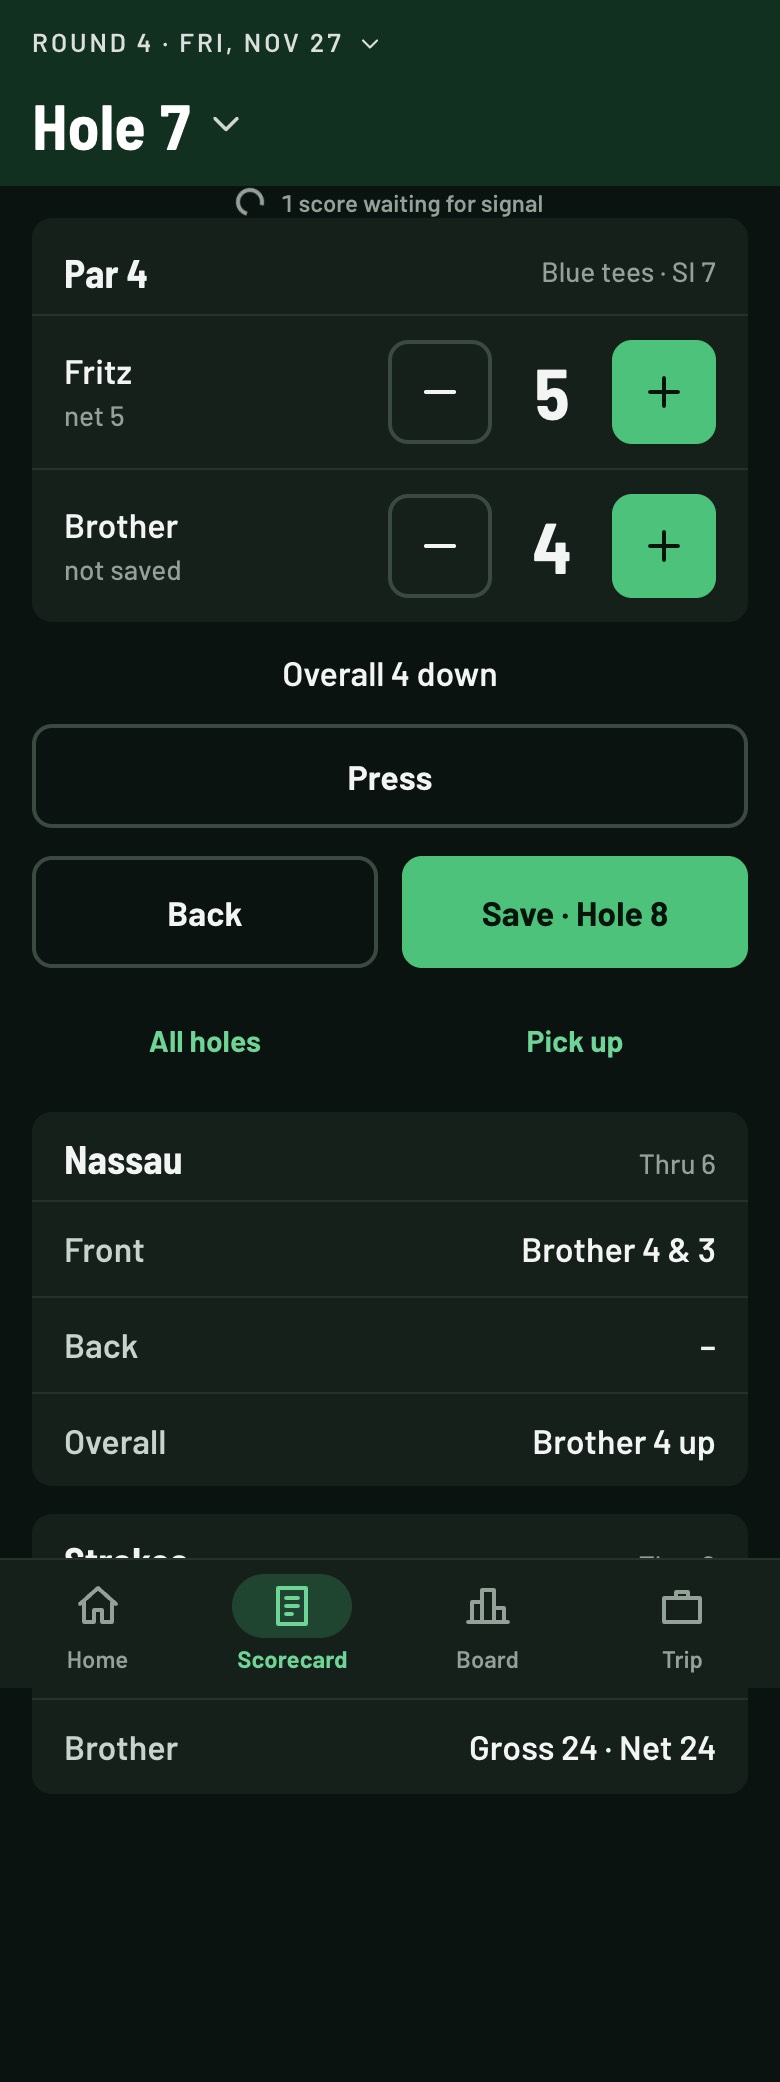 ROUND 4 · FRI, NOV 27
Hole 7
1 score waiting for signal
Par 4
Blue tees · SI 7
Fritz
net 5
5
Brother
not saved
4
Overall 4 down
Press
Back
Save · Hole 8
All holes
Pick up
Nassau
Thru 6
Front
Brother 4 & 3
Back
–
Overall
Brother 4 up
Home
Scorecard
Board
Trip
Brother
Gross 24 · Net 24